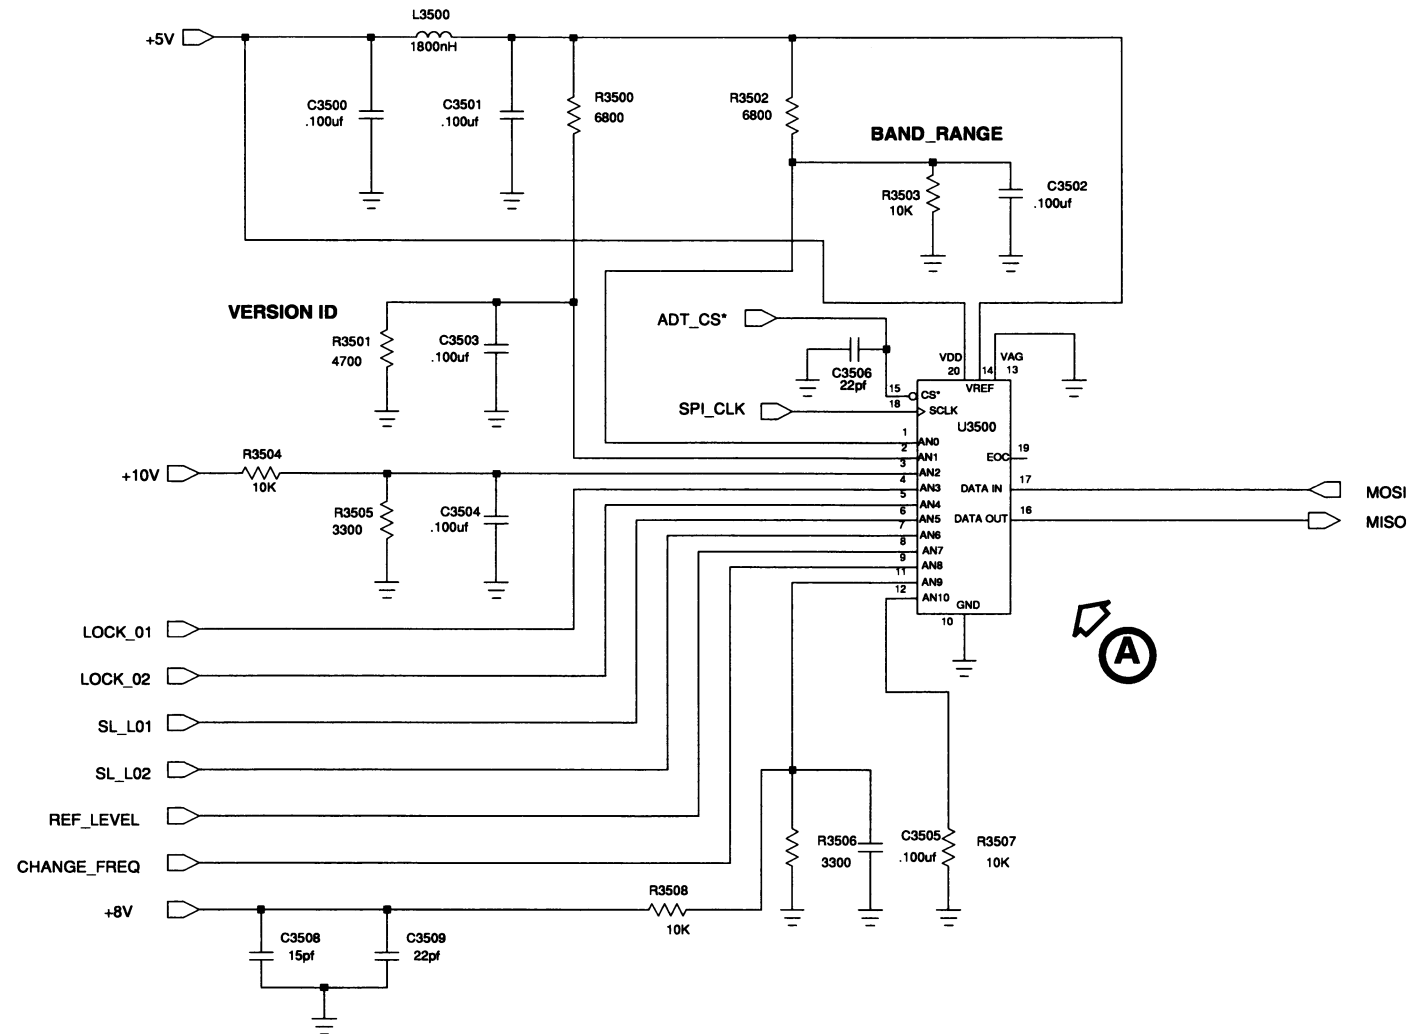 L3500
+5V
1800nH
C3500
.100uf
C3501
.100uf
R3500
6800
R3502
6800
BAND_RANGE
R3503
10K
C3502
.100uf
VERSION ID
R3501
4700
C3503
.100uf
ADT_CS*
C3506
22pf
VDD
20
14
VAG
13
15
CS*
VREF
SPI_CLK
18
SCLK
U3500
1
AN0
2
AN1
EOC
19
R3504
+10V
10K
3
AN2
4
AN3
DATA IN
17
MOSI
R3505
3300
C3504
.100uf
5
AN4
6
AN5
DATA OUT
16
MISO
7
AN6
8
AN7
9
AN8
11
AN9
12
AN10
GND
10
A
LOCK_01
LOCK_02
SL_L01
SL_L02
REF_LEVEL
CHANGE_FREQ
R3506
3300
C3505
.100uf
R3507
10K
+8V
R3508
10K
C3508
15pf
C3509
22pf